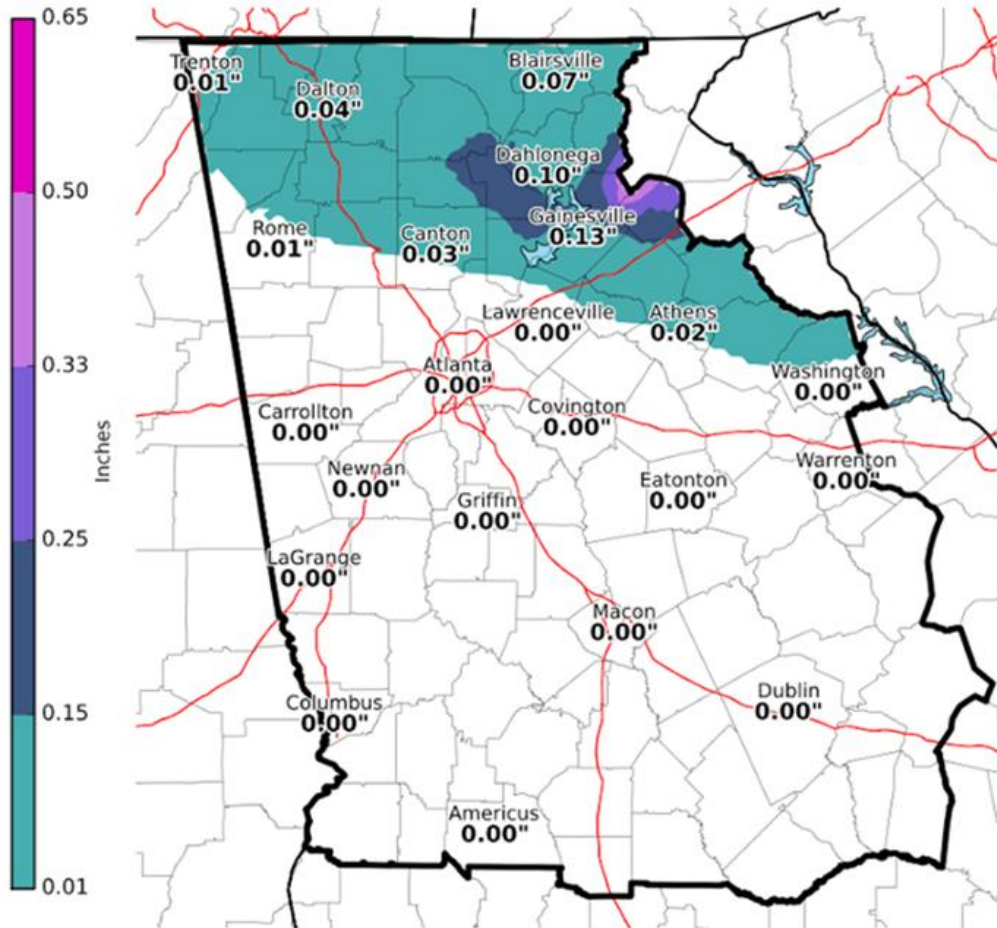 0.65
0.50
0.33
0.25
0.15
0.01
Inches
Trenton
0.01"
Dalton
0.04"
Blairsville
0.07"
Dahlonega
0.10"
Gainesville
0.13"
Rome
0.01"
Canton
0.03"
Lawrenceville
0.00"
Athens
0.02"
Atlanta
0.00"
Washington
0.00"
Carrollton
0.00"
Covington
0.00"
Newnan
0.00"
Griffin
0.00"
Eatonton
0.00"
Warrenton
0.00"
LaGrange
0.00"
Macon
0.00"
Columbus
0.00"
Dublin
0.00"
Americus
0.00"